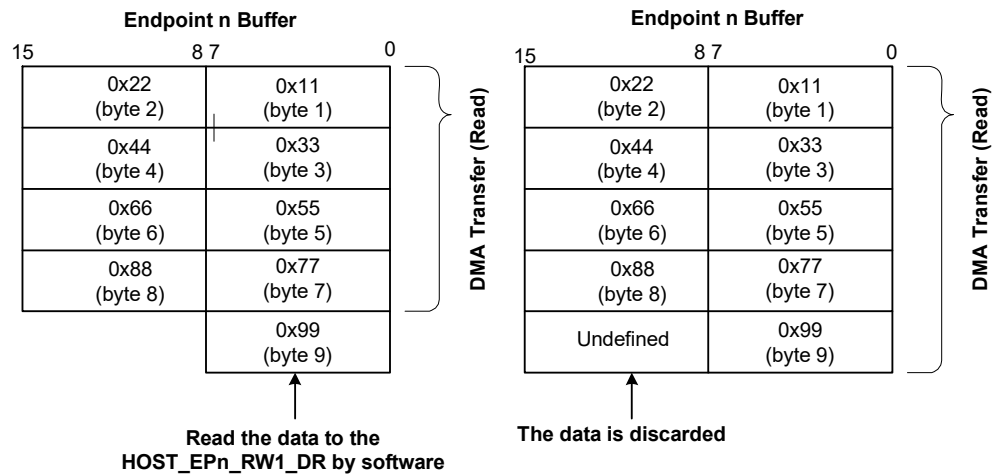 Endpoint n Buffer
15 8 7 0
0x22 0x11
(byte 2) (byte 1)
0x44 0x33
(byte 4) (byte 3)
0x66 0x55
(byte 6) (byte 5)
0x88 0x77
(byte 8) (byte 7)
0x99
(byte 9)
DMA Transfer (Read)
Read the data to the
HOST_EPn_RW1_DR by software
Endpoint n Buffer
15 8 7 0
0x22 0x11
(byte 2) (byte 1)
0x44 0x33
(byte 4) (byte 3)
0x66 0x55
(byte 6) (byte 5)
0x88 0x77
(byte 8) (byte 7)
Undefined 0x99
(byte 9)
DMA Transfer (Read)
The data is discarded